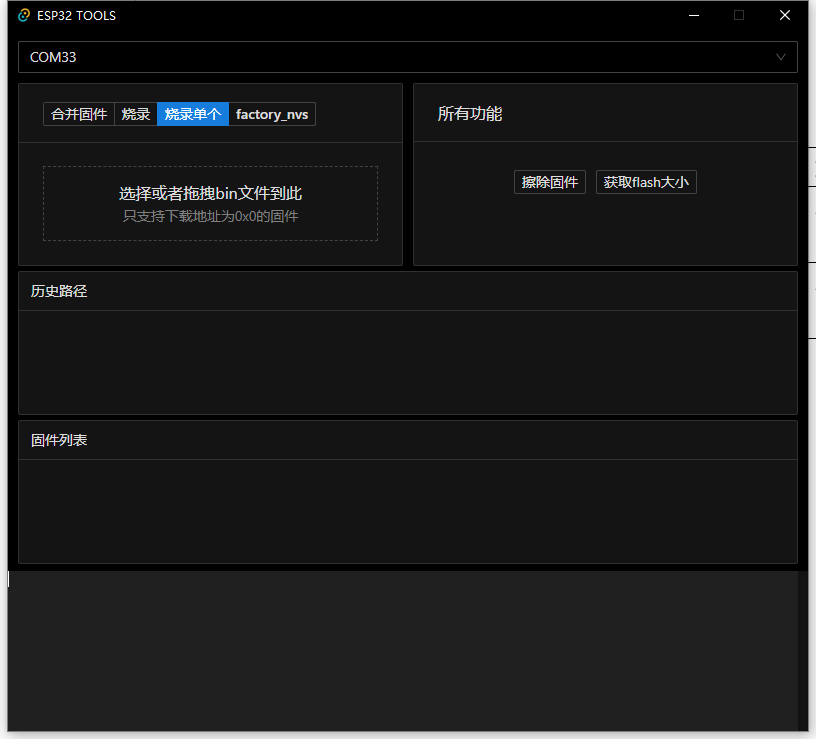 ESP32 TOOLS
COM33
合并固件 烧录 烧录单个 factory_nvs
所有功能
选择或者拖拽bin文件到此
只支持下载地址为0x0的固件
擦除固件 获取flash大小
历史路径
固件列表